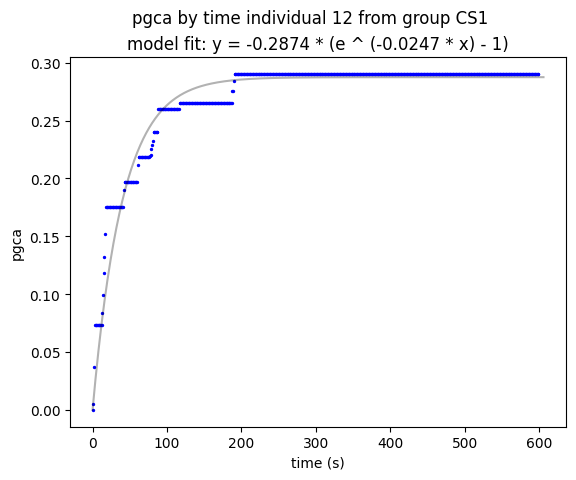 pgca by time individual 12 from group CS1
model fit: y = -0.2874 * (e ^ (-0.0247 * x) - 1)
0.30
0.25
0.20
0.15
0.10
0.05
0.00
pgca
0 100 200 300 400 500 600
time (s)